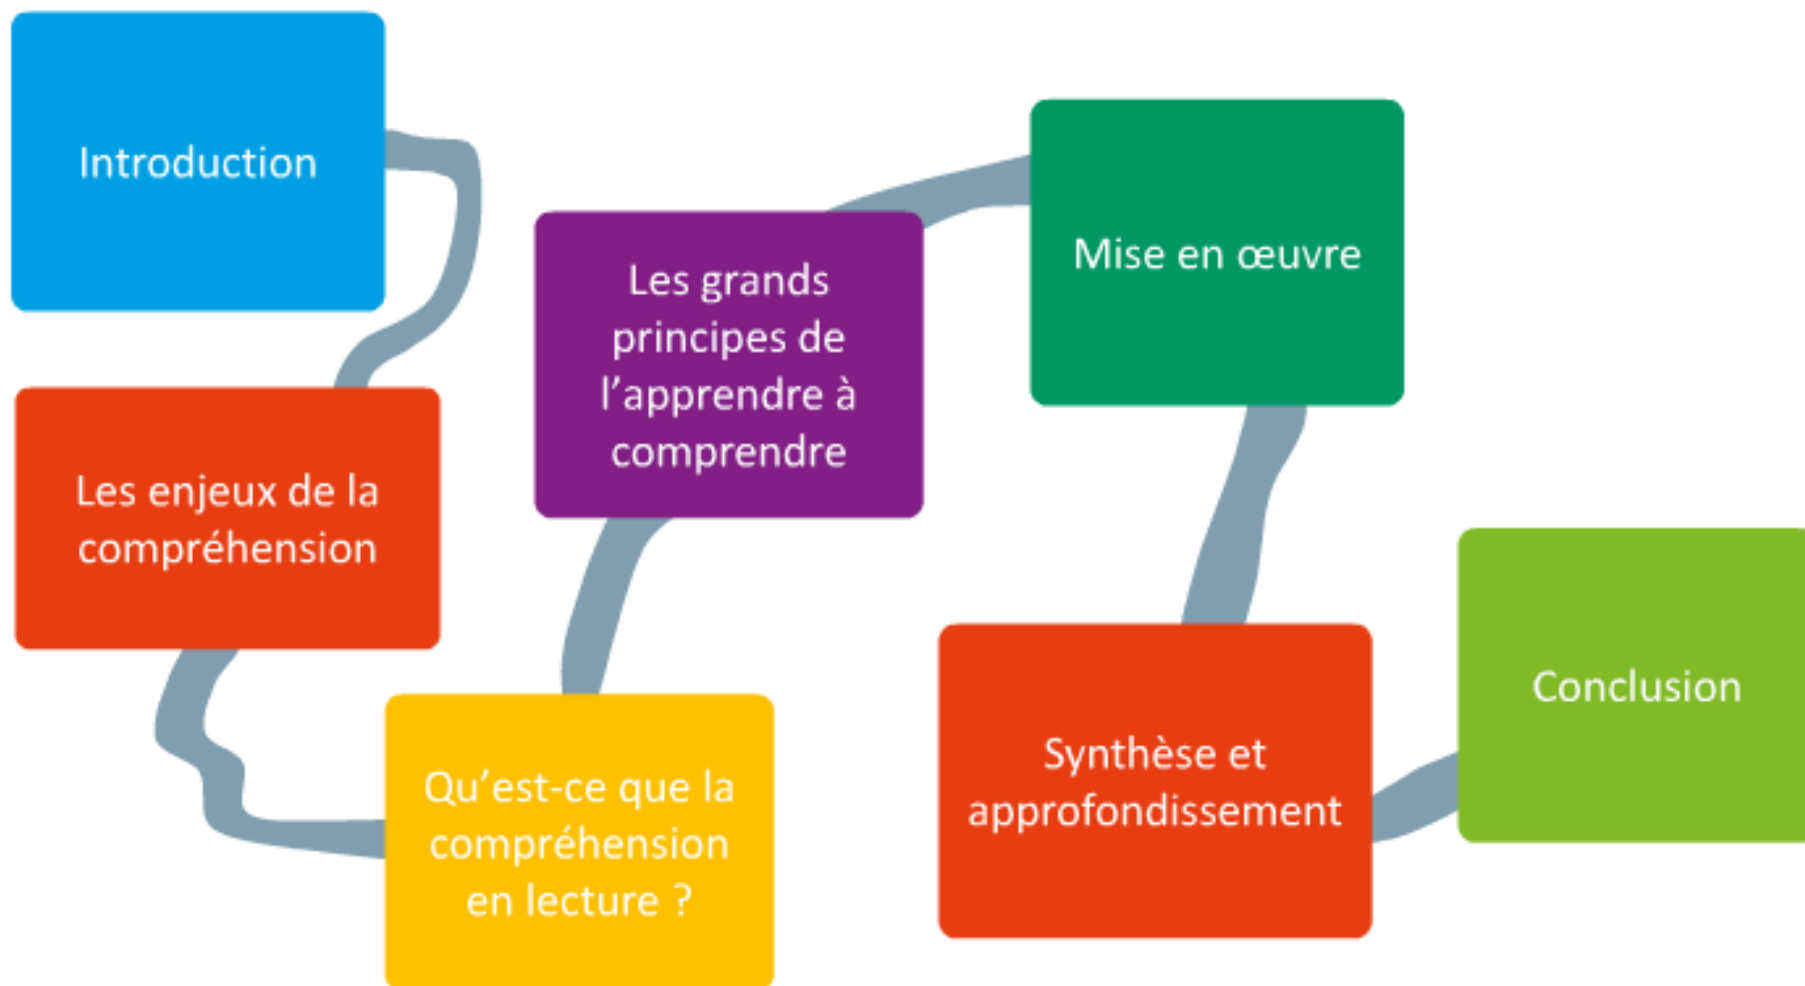 Introduction
Les enjeux de la
compréhension
Qu’est-ce que la
compréhension
en lecture ?
Les grands
principes de
l’apprendre à
comprendre
Mise en œuvre
Synthèse et
approfondissement
Conclusion